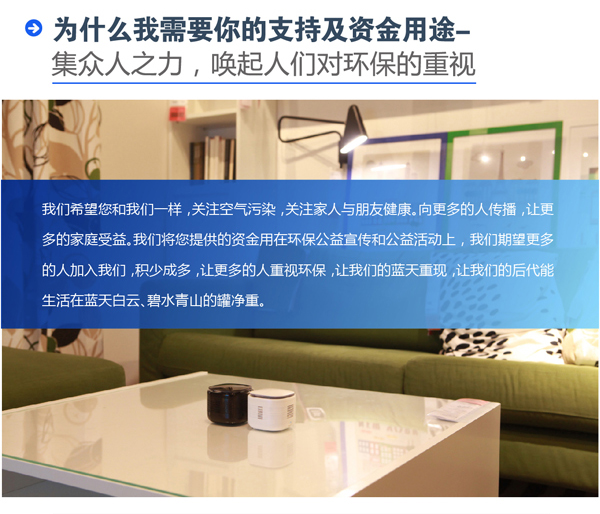 为什么我需要你的支持及资金用途–
集众人之力，唤起人们对环保的重视
我们希望您和我们一样，关注空气污染，关注家人与朋友健康。向更多的人传播，让更
多的家庭受益。我们将您提供的资金用在环保公益宣传和公益活动上，我们期望更多
的人加入我们，积少成多，让更多的人重视环保，让我们的蓝天重现，让我们的后代能
生活在蓝天白云、碧水青山的罐净重。